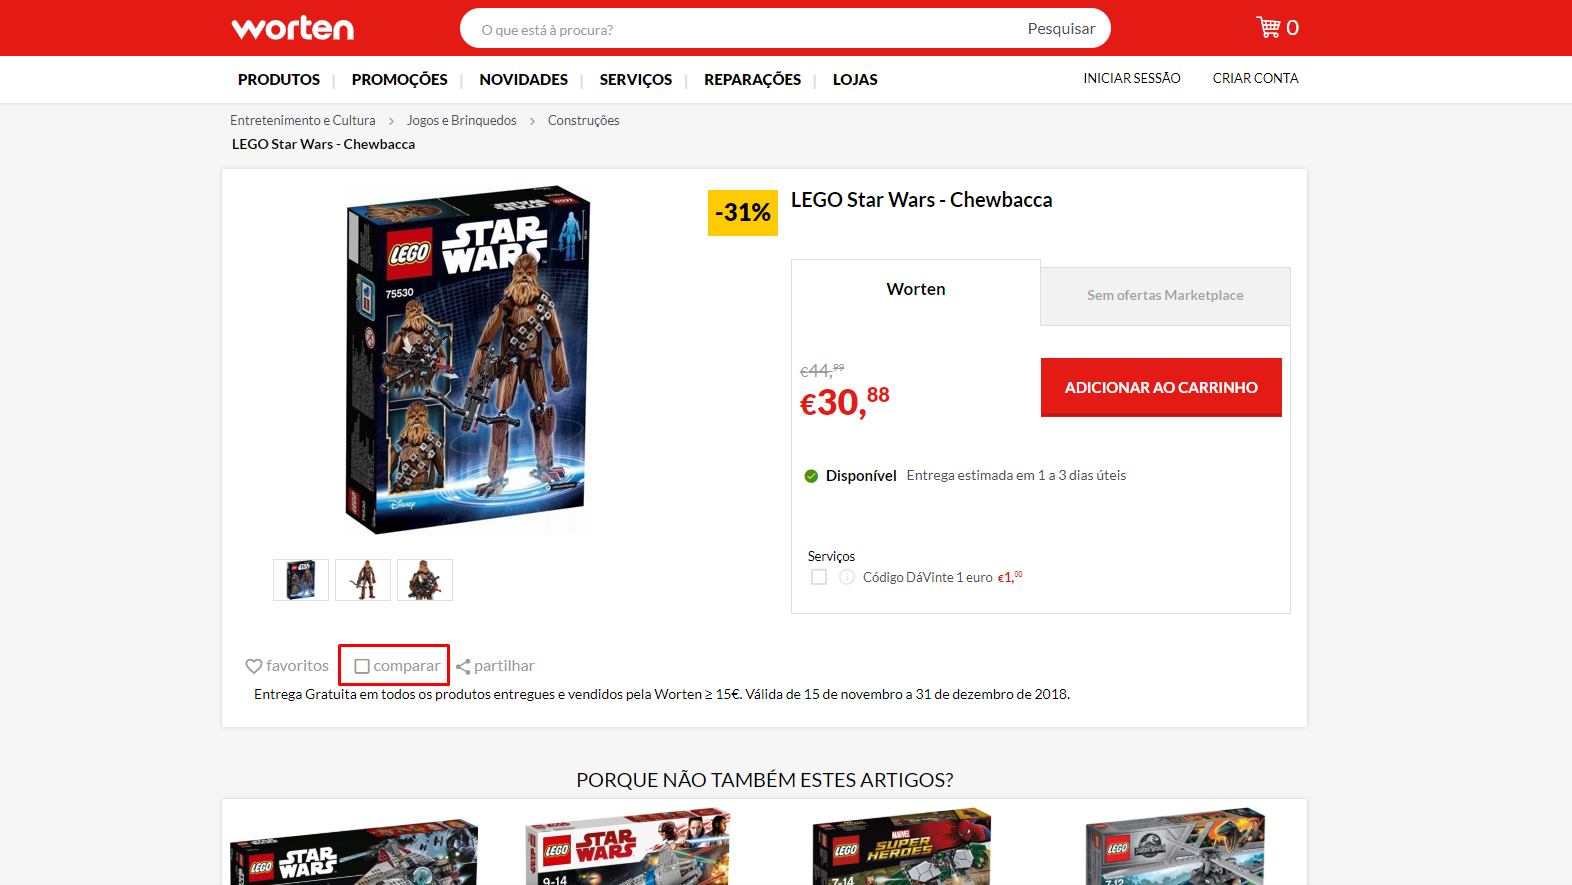 worten
O que está à procura?
Pesquisar
0
PRODUTOS | PROMOÇÕES | NOVIDADES | SERVIÇOS | REPARAÇÕES | LOJAS
INICIAR SESSÃO
CRIAR CONTA
Entretenimento e Cultura > Jogos e Brinquedos > Construções
LEGO Star Wars - Chewbacca
LEGO
STAR WARS
75530
Disney
-31%
LEGO Star Wars - Chewbacca
Worten
Sem ofertas Marketplace
€44,99
€30,88
ADICIONAR AO CARRINHO
Disponível Entrega estimada em 1 a 3 dias úteis
Serviços
Código DáVinte 1 euro €1,00
favoritos
comparar
partilhar
Entrega Gratuita em todos os produtos entregues e vendidos pela Worten ≥ 15€. Válida de 15 de novembro a 31 de dezembro de 2018.
PORQUE NÃO TAMBÉM ESTES ARTIGOS?
LEGO STAR WARS
LEGO STAR WARS
9-14
LEGO MARVEL SUPER HEROES
7-14
LEGO JURASSIC WORLD
7-12